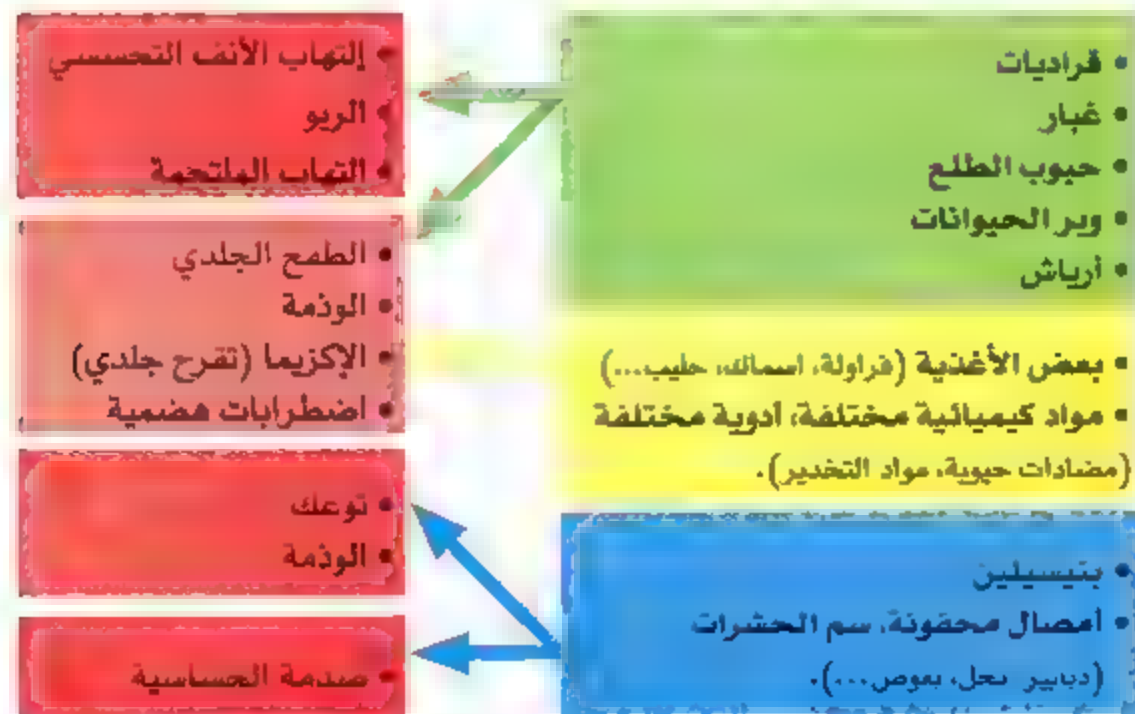 • قراديات
• غبار
• حبوب الطلع
• وبر الحيوانات
• أرياش
• بعض الأغذية (فراولة، اسماك، حليب...)
• مواد كيميائية مختلفة، أدوية مختلفة
(مضادات حيوية، مواد التخدير).
• بنيسيلين
• أمصال محقونة، سم الحشرات
(دبابير نحل، بعوض...).
• إلتهاب الأنف التحسسي
• الربو
• التهاب الملتحمة
• الطفح الجلدي
• الوذمة
• الإكزيما (تقرح جلدي)
• اضطرابات هضمية
• توعك
• الوذمة
• صدمة الحساسية